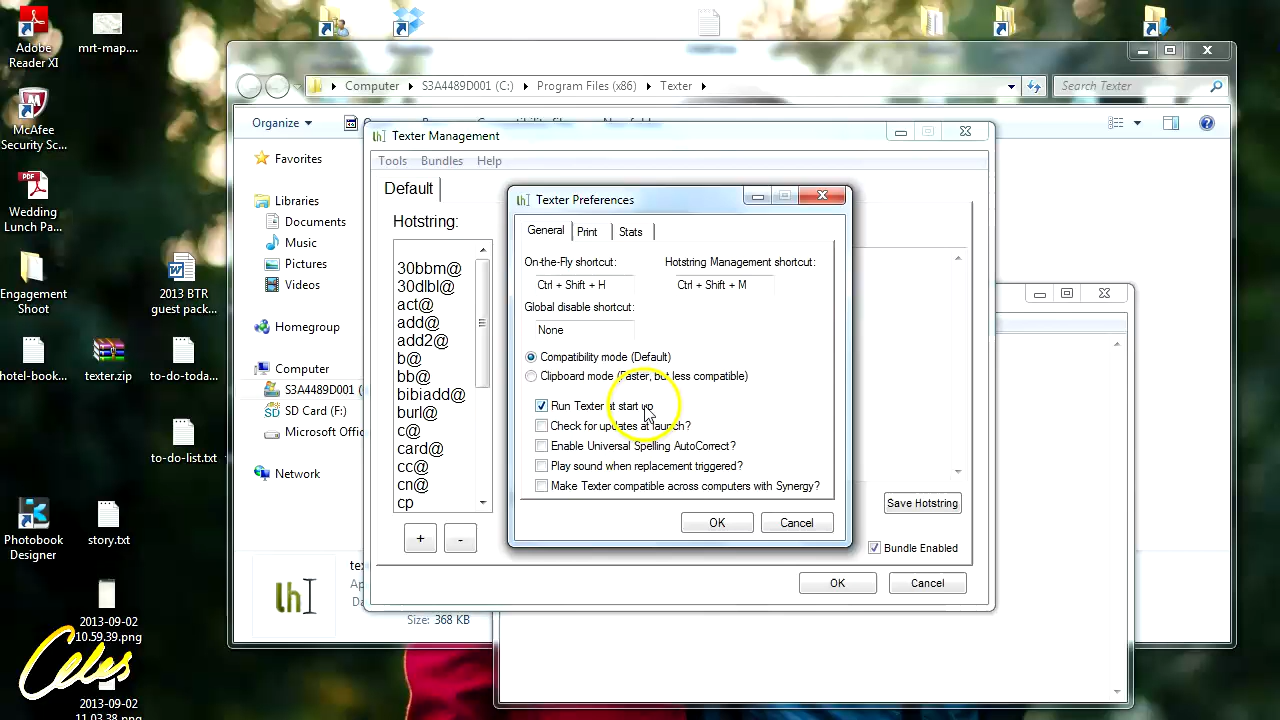 Adobe
Reader XI
mrt-map....
McAfee
Security Sc...
Wedding
Lunch Pa...
Engagement
Shoot
2013 BTR
guest pack...
hotel-book...
texter.zip
to-do-toda...
to-do-list.txt
Photobook
Designer
story.txt
2013-09-02
10.59.39.png
2013-09-02
11.03.38.png
Celes
Computer
S3A4489D001 (C:)
Program Files (x86)
Texter
Search Texter
Organize
Favorites
Libraries
Documents
Music
Pictures
Videos
Homegroup
Computer
S3A4489D001 (
SD Card (F:)
Microsoft Offic
Network
Size: 368 KB
Texter Management
Tools
Bundles
Help
Default
Hotstring:
30bbm@
30dlbl@
act@
add@
add2@
b@
bb@
bibiadd@
burl@
c@
card@
cc@
cn@
cp
+
-
Save Hotstring
Bundle Enabled
OK
Cancel
Texter Preferences
General
Print
Stats
On-the-Fly shortcut:
Hotstring Management shortcut:
Ctrl + Shift + H
Ctrl + Shift + M
Global disable shortcut:
None
Compatibility mode (Default)
Clipboard mode (Faster, but less compatible)
Run Texter at start up
Check for updates at launch?
Enable Universal Spelling AutoCorrect?
Play sound when replacement triggered?
Make Texter compatible across computers with Synergy?
OK
Cancel